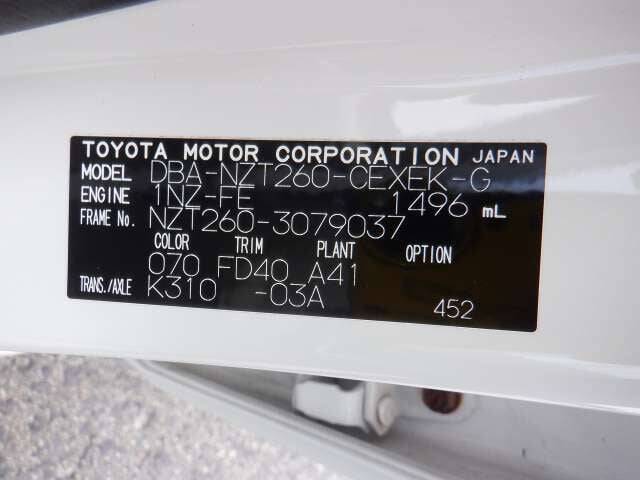 TOYOTA MOTOR CORPORATION JAPAN
MODEL DBA-NZT260-CEXEK-G
ENGINE 1NZ-FE 1496 mL
FRAME No. NZT260-3079037
COLOR TRIM PLANT OPTION
070 FD40 A41
TRANS./AXLE K310 -03A
452